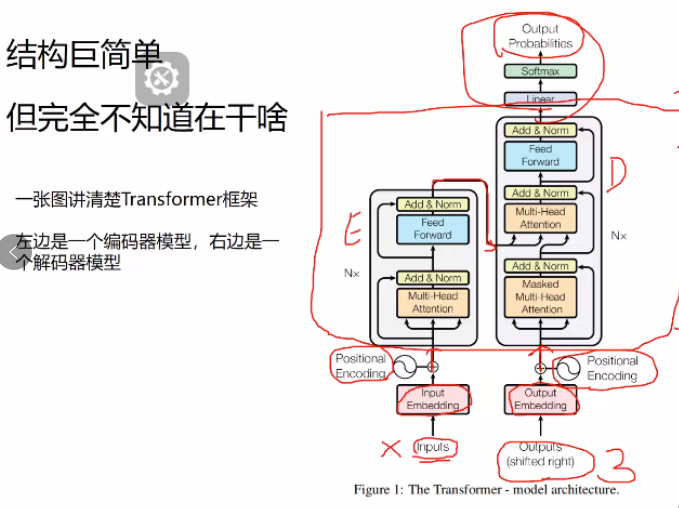 结构巨简单
但完全不知道在干啥
一张图讲清楚Transformer框架
左边是一个编码器模型，右边是一
个解码器模型
Output
Probabilities
Softmax
Linear
Add & Norm
Feed
Forward
D
Add & Norm
Multi-Head
Attention
N×
Add & Norm
Masked
Multi-Head
Attention
E
Add & Norm
Feed
Forward
N×
Add & Norm
Multi-Head
Attention
Positional
Encoding
Positional
Encoding
Input
Embedding
Output
Embedding
X Inputs
Outputs
(shifted right)
3
Figure 1: The Transformer - model architecture.